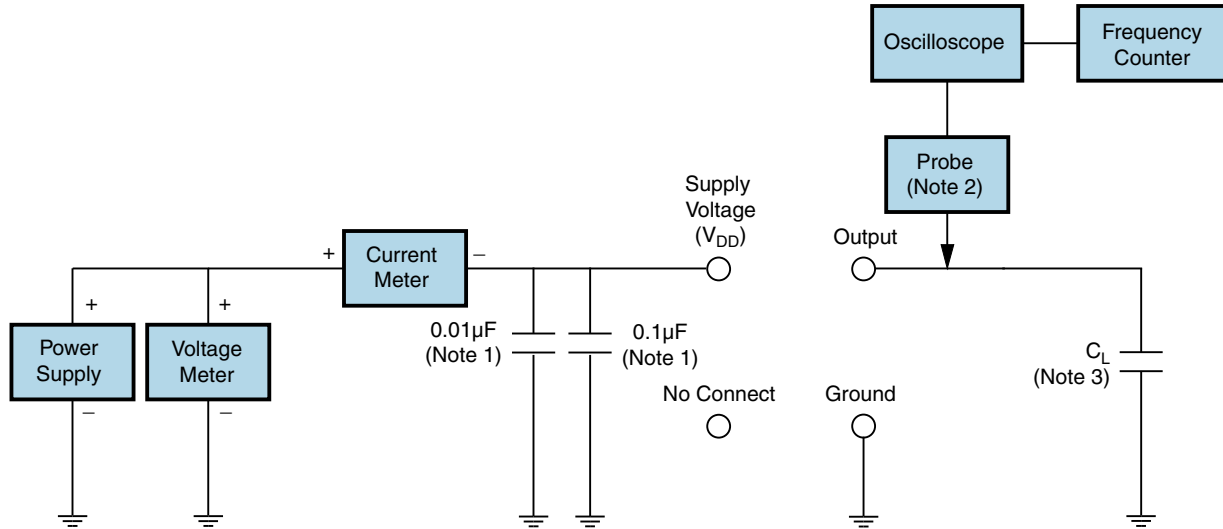 Oscilloscope
Frequency
Counter
Probe
(Note 2)
Supply
Voltage
(VDD)
Output
+
Current
Meter
–
+
Power
Supply
–
+
Voltage
Meter
–
0.01µF
(Note 1)
0.1µF
(Note 1)
CL
(Note 3)
No Connect
Ground